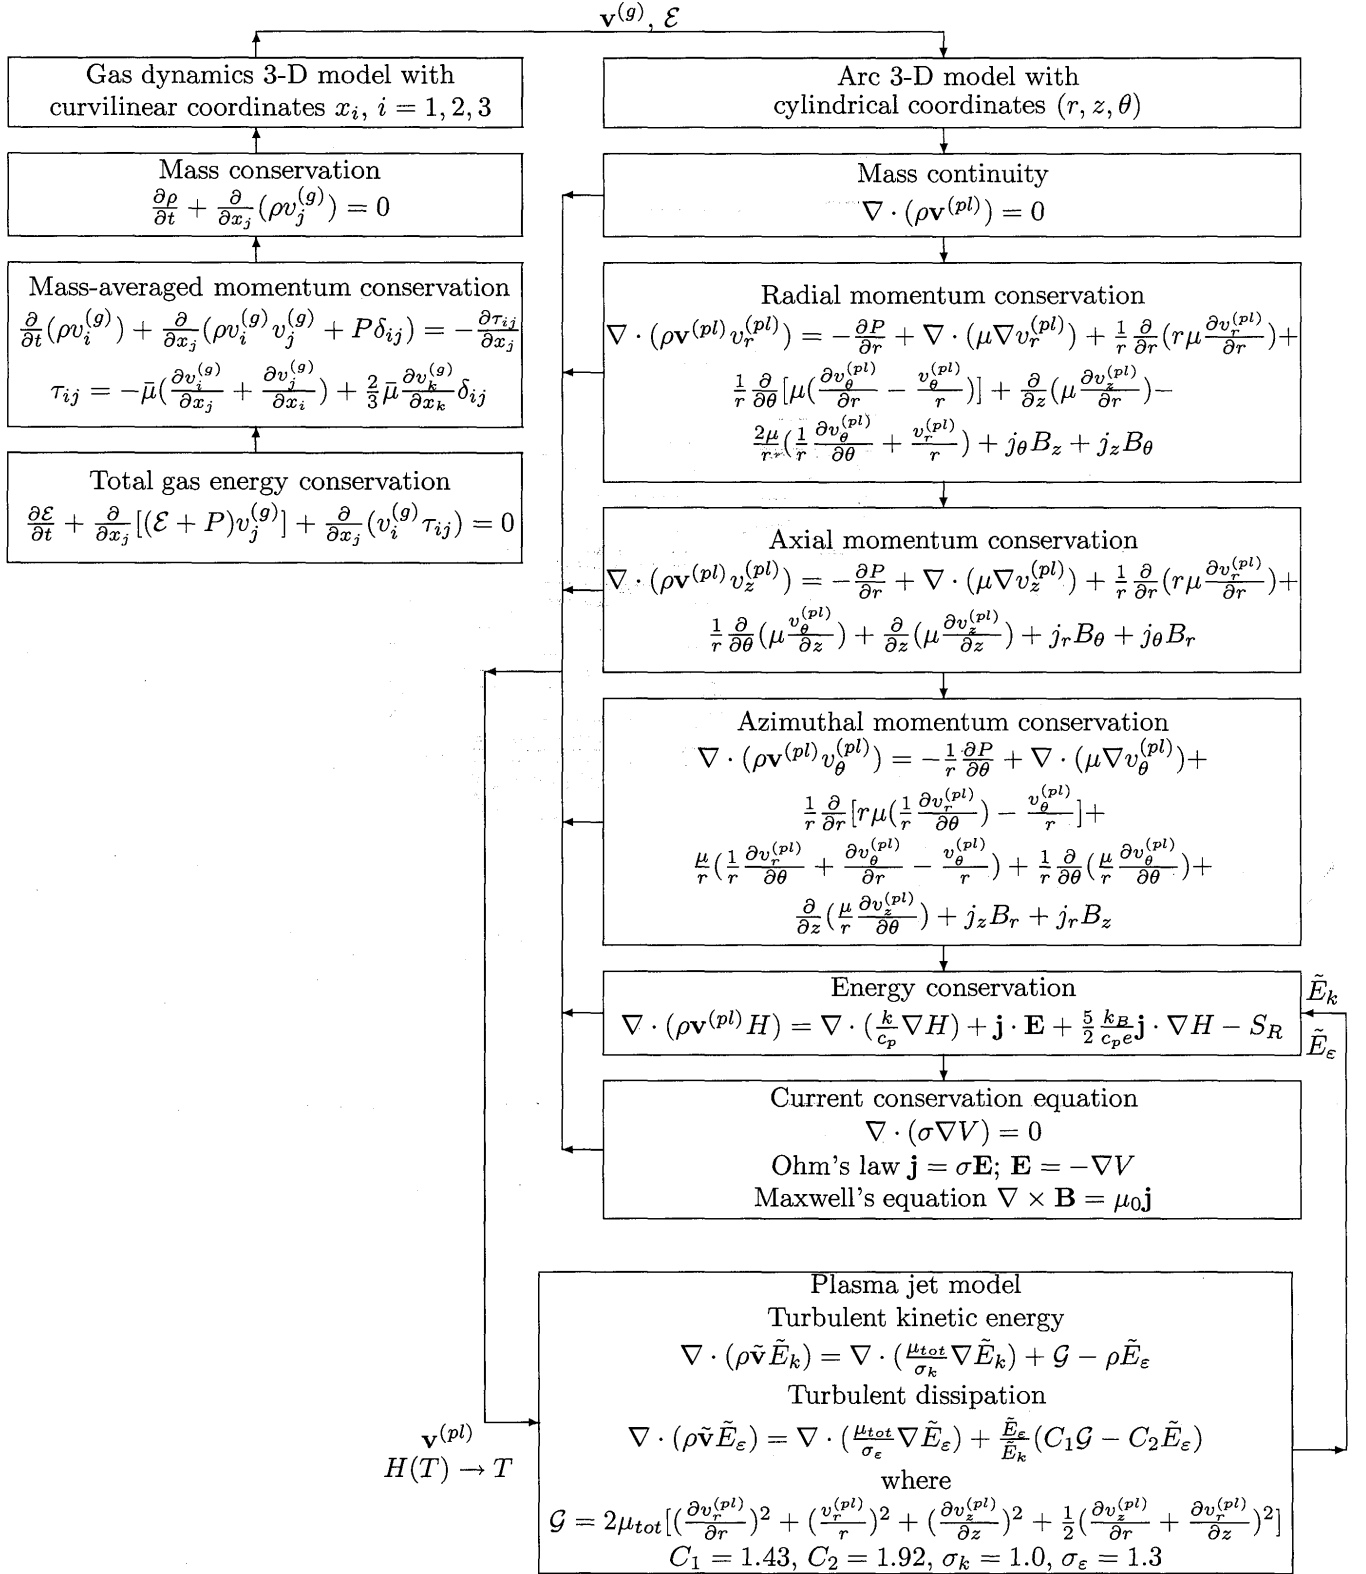 𝐯^{(g)}, ℰ
Gas dynamics 3-D model with
curvilinear coordinates x_i, i = 1, 2, 3
Mass conservation
∂ρ/∂t + ∂/∂x_j (ρv_j^{(g)}) = 0
Mass-averaged momentum conservation
∂/∂t (ρv_i^{(g)}) + ∂/∂x_j (ρv_i^{(g)} v_j^{(g)} + Pδ_{ij}) = −∂τ_{ij}/∂x_j
τ_{ij} = −μ̄(∂v_i^{(g)}/∂x_j + ∂v_j^{(g)}/∂x_i) + 2/3 μ̄ ∂v_k^{(g)}/∂x_k δ_{ij}
Total gas energy conservation
∂ℰ/∂t + ∂/∂x_j [(ℰ + P)v_j^{(g)}] + ∂/∂x_j (v_i^{(g)} τ_{ij}) = 0
Arc 3-D model with
cylindrical coordinates (r, z, θ)
Mass continuity
∇ · (ρ𝐯^{(pl)}) = 0
Radial momentum conservation
∇ · (ρ𝐯^{(pl)} v_r^{(pl)}) = −∂P/∂r + ∇ · (μ∇v_r^{(pl)}) + 1/r ∂/∂r (rμ ∂v_r^{(pl)}/∂r)+
1/r ∂/∂θ [μ(∂v_θ^{(pl)}/∂r − v_θ^{(pl)}/r)] + ∂/∂z (μ ∂v_z^{(pl)}/∂r)−
2μ/r (1/r ∂v_θ^{(pl)}/∂θ + v_r^{(pl)}/r) + j_θB_z + j_zB_θ
Axial momentum conservation
∇ · (ρ𝐯^{(pl)} v_z^{(pl)}) = −∂P/∂r + ∇ · (μ∇v_z^{(pl)}) + 1/r ∂/∂r (rμ ∂v_r^{(pl)}/∂r)+
1/r ∂/∂θ (μ v_θ^{(pl)}/∂z) + ∂/∂z (μ ∂v_z^{(pl)}/∂z) + j_rB_θ + j_θB_r
Azimuthal momentum conservation
∇ · (ρ𝐯^{(pl)} v_θ^{(pl)}) = −1/r ∂P/∂θ + ∇ · (μ∇v_θ^{(pl)})+
1/r ∂/∂r [rμ(1/r ∂v_r^{(pl)}/∂θ) − v_θ^{(pl)}/r]+
μ/r (1/r ∂v_r^{(pl)}/∂θ + ∂v_θ^{(pl)}/∂r − v_θ^{(pl)}/r) + 1/r ∂/∂θ (μ/r ∂v_θ^{(pl)}/∂θ)+
∂/∂z (μ/r ∂v_z^{(pl)}/∂θ) + j_zB_r + j_rB_z
Energy conservation
∇ · (ρ𝐯^{(pl)}H) = ∇ · (k/c_p ∇H) + 𝐣 · 𝐄 + 5/2 k_B/(c_p e) 𝐣 · ∇H − S_R
Ẽ_k
Ẽ_ε
Current conservation equation
∇ · (σ∇V) = 0
Ohm's law 𝐣 = σ𝐄; 𝐄 = −∇V
Maxwell's equation ∇ × 𝐁 = μ_0𝐣
𝐯^{(pl)}
H(T) → T
Plasma jet model
Turbulent kinetic energy
∇ · (ρ𝐯̃Ẽ_k) = ∇ · (μ_{tot}/σ_k ∇Ẽ_k) + 𝒢 − ρẼ_ε
Turbulent dissipation
∇ · (ρ𝐯̃Ẽ_ε) = ∇ · (μ_{tot}/σ_ε ∇Ẽ_ε) + Ẽ_ε/Ẽ_k (C_1𝒢 − C_2Ẽ_ε)
where
𝒢 = 2μ_{tot}[(∂v_r^{(pl)}/∂r)^2 + (v_r^{(pl)}/r)^2 + (∂v_z^{(pl)}/∂z)^2 + 1/2 (∂v_z^{(pl)}/∂r + ∂v_r^{(pl)}/∂z)^2]
C_1 = 1.43, C_2 = 1.92, σ_k = 1.0, σ_ε = 1.3